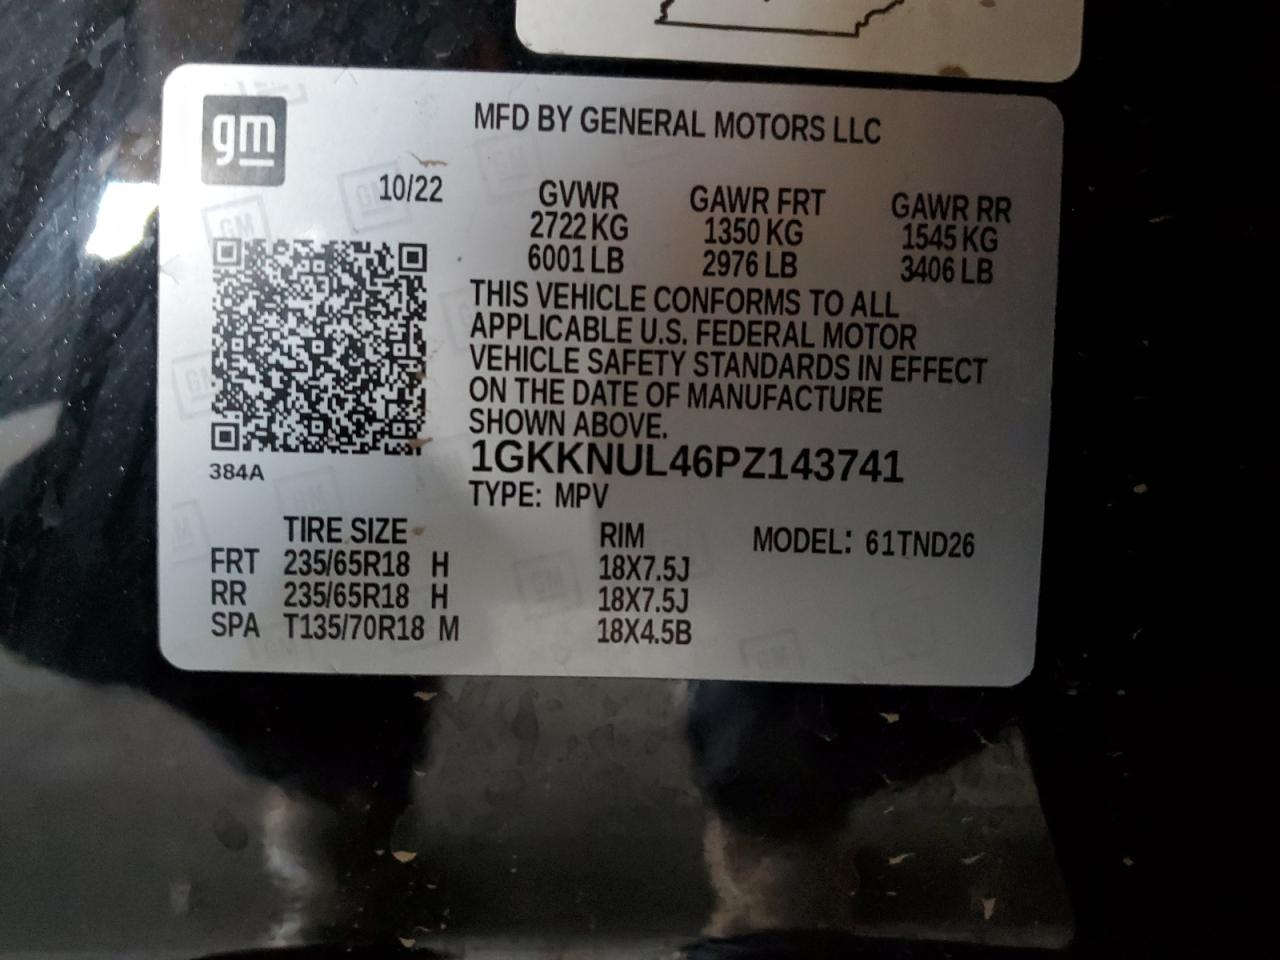 gm
MFD BY GENERAL MOTORS LLC
10/22
GVWR GAWR FRT GAWR RR
2722 KG 1350 KG 1545 KG
6001 LB 2976 LB 3406 LB
THIS VEHICLE CONFORMS TO ALL
APPLICABLE U.S. FEDERAL MOTOR
VEHICLE SAFETY STANDARDS IN EFFECT
ON THE DATE OF MANUFACTURE
SHOWN ABOVE.
1GKKNUL46PZ143741
384A
TYPE: MPV
TIRE SIZE RIM MODEL: 61TND26
FRT 235/65R18 H 18X7.5J
RR 235/65R18 H 18X7.5J
SPA T135/70R18 M 18X4.5B